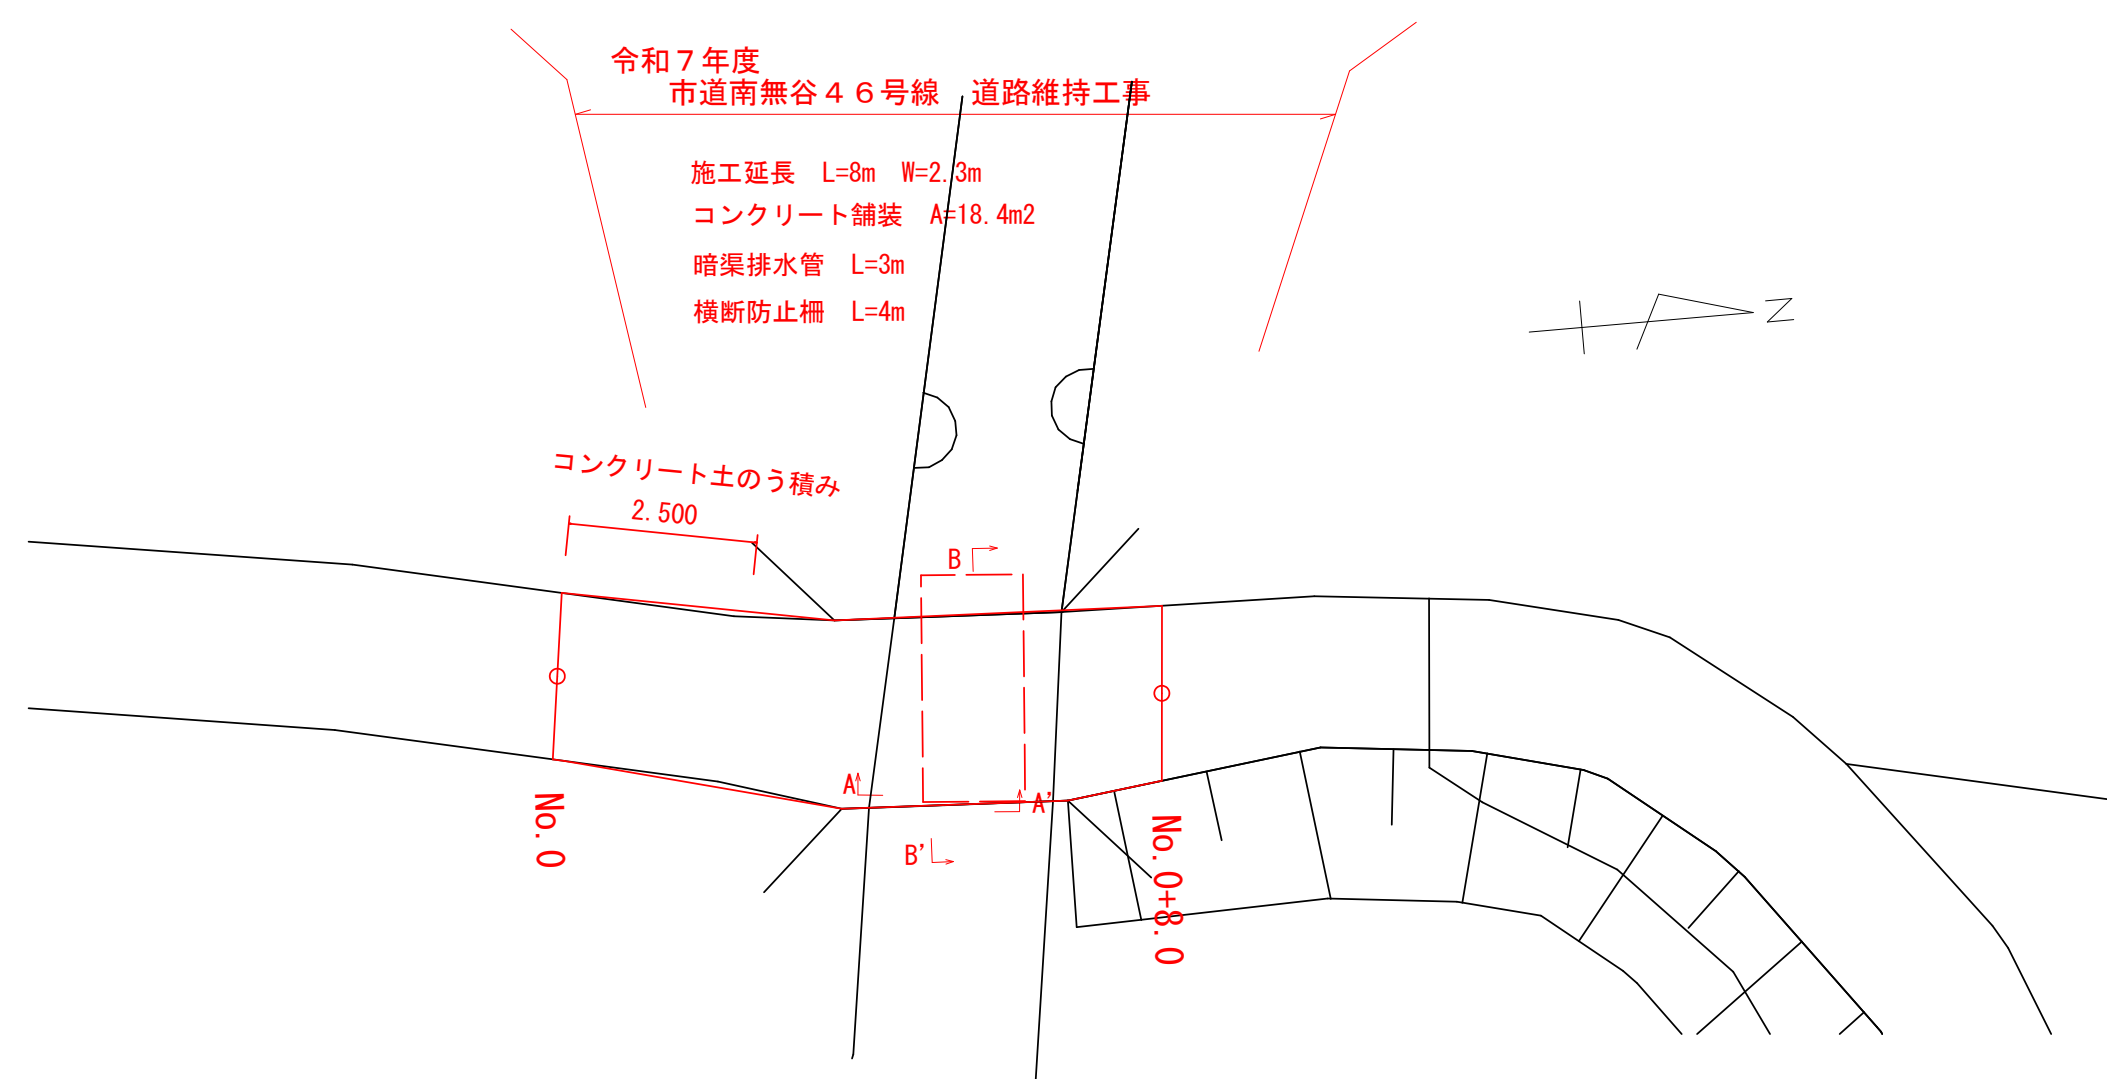 令和７年度
市道南無谷４６号線　道路維持工事
施工延長　L=8m　W=2.3m
コンクリート舗装　A=18.4m2
暗渠排水管　L=3m
横断防止柵　L=4m
N
コンクリート土のう積み
2.500
B
A
A'
B'
No.0
No.0+8.0